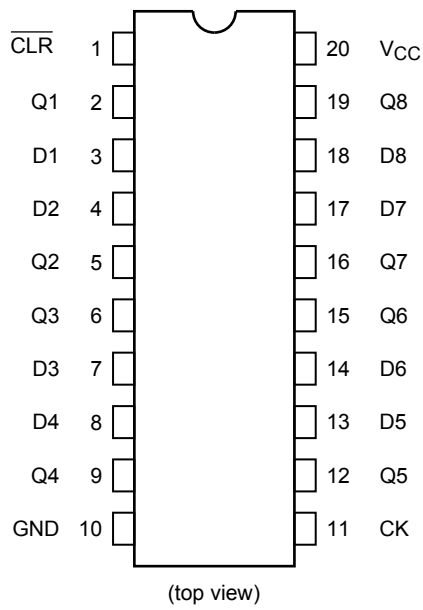 C̅L̅R̅ 1 20 VCC
Q1 2 19 Q8
D1 3 18 D8
D2 4 17 D7
Q2 5 16 Q7
Q3 6 15 Q6
D3 7 14 D6
D4 8 13 D5
Q4 9 12 Q5
GND 10 11 CK
(top view)